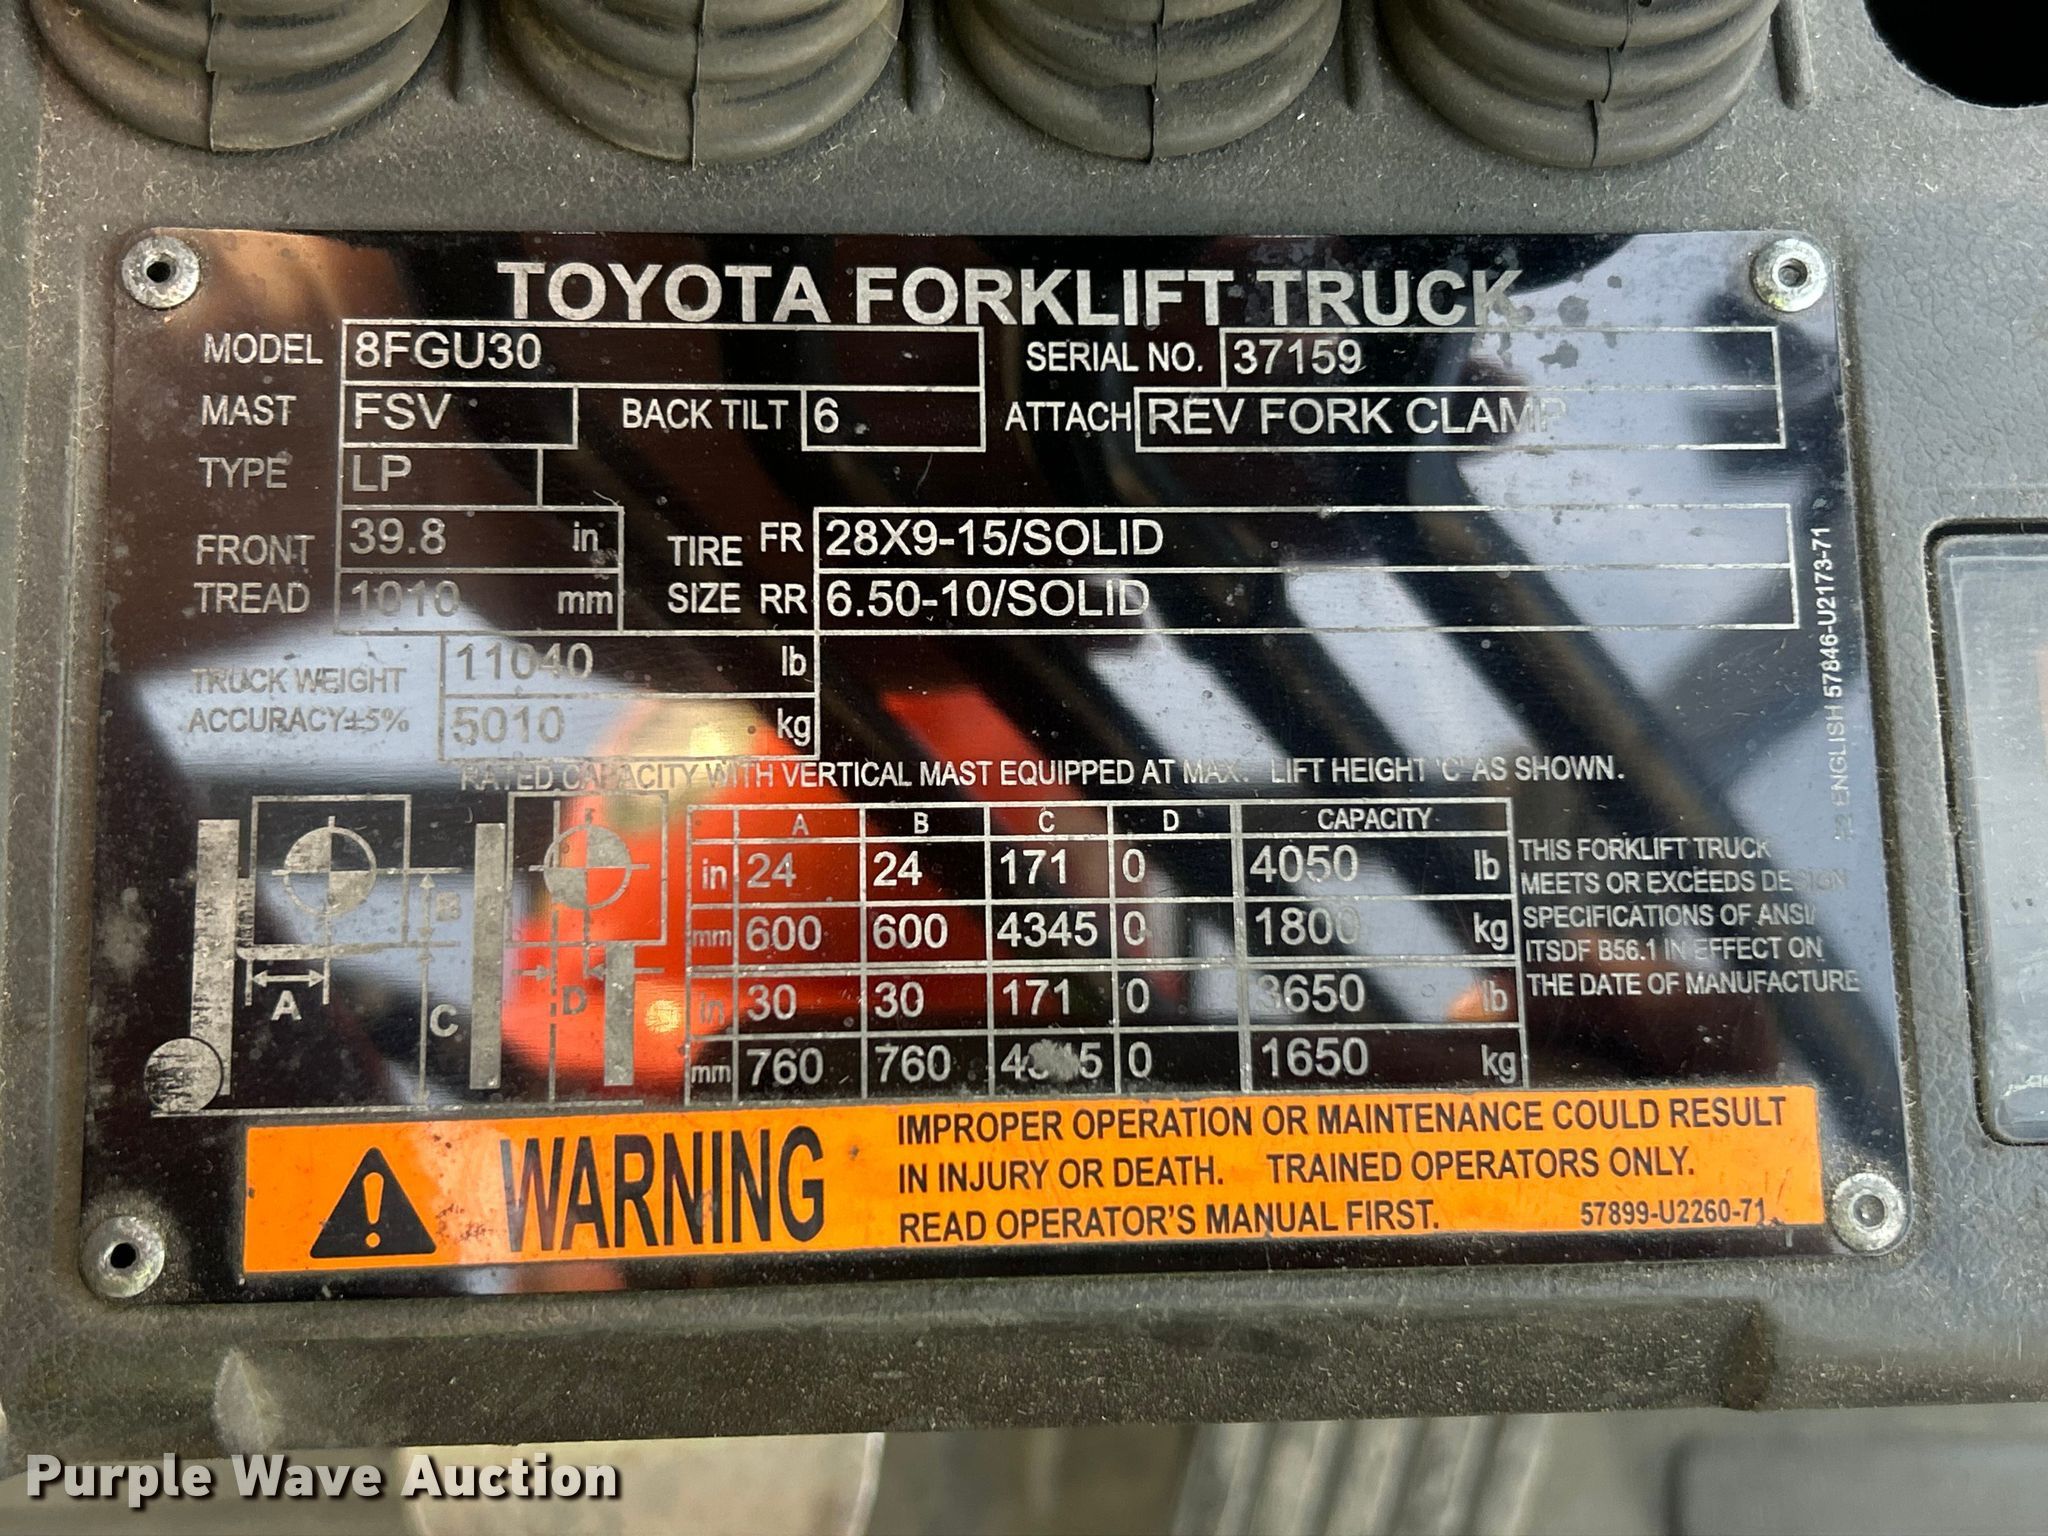 TOYOTA FORKLIFT TRUCK
MODEL 8FGU30 SERIAL NO. 37159
MAST FSV BACK TILT 6 ATTACH REV FORK CLAMP
TYPE LP
FRONT TREAD 39.8 in
1010 mm
TIRE SIZE FR 28X9-15/SOLID
RR 6.50-10/SOLID
TRUCK WEIGHT 11040 lb
ACCURACY±5% 5010 kg
RATED CAPACITY WITH VERTICAL MAST EQUIPPED AT MAX. LIFT HEIGHT 'C' AS SHOWN.
A B C D
A B C D CAPACITY
in 24 24 171 0 4050 lb
mm 600 600 4345 0 1800 kg
in 30 30 171 0 3650 lb
mm 760 760 0 1650 kg
THIS FORKLIFT TRUCK
MEETS OR EXCEEDS DESIGN
SPECIFICATIONS OF ANSI/
ITSDF B56.1 IN EFFECT ON
THE DATE OF MANUFACTURE
ENGLISH 57846-U2173-71
WARNING
IMPROPER OPERATION OR MAINTENANCE COULD RESULT
IN INJURY OR DEATH. TRAINED OPERATORS ONLY.
READ OPERATOR'S MANUAL FIRST. 57899-U2260-71
Purple Wave Auction